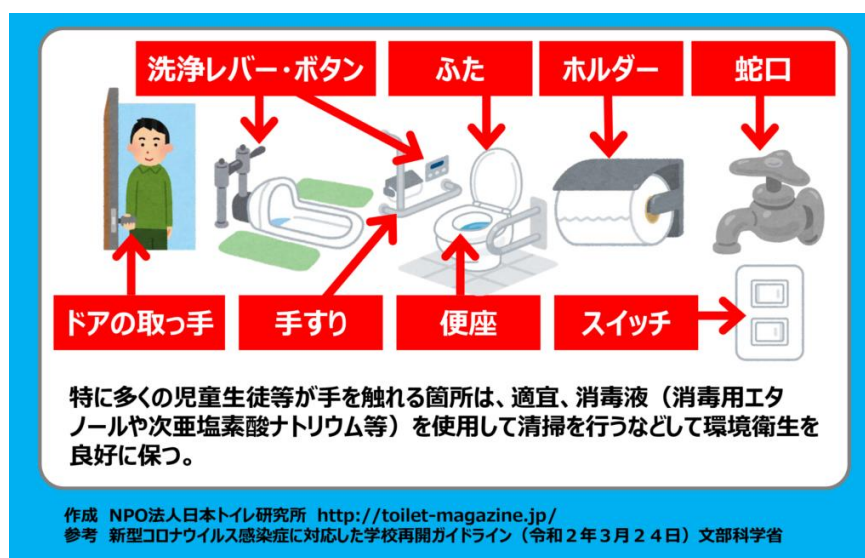 洗浄レバー・ボタン
ふた
ホルダー
蛇口
ドアの取っ手
手すり
便座
スイッチ
特に多くの児童生徒等が手を触れる箇所は、適宜、消毒液（消毒用エタ
ノールや次亜塩素酸ナトリウム等）を使用して清掃を行うなどして環境衛生を
良好に保つ。
作成 NPO法人日本トイレ研究所 http://toilet-magazine.jp/
参考 新型コロナウイルス感染症に対応した学校再開ガイドライン（令和２年３月２４日）文部科学省